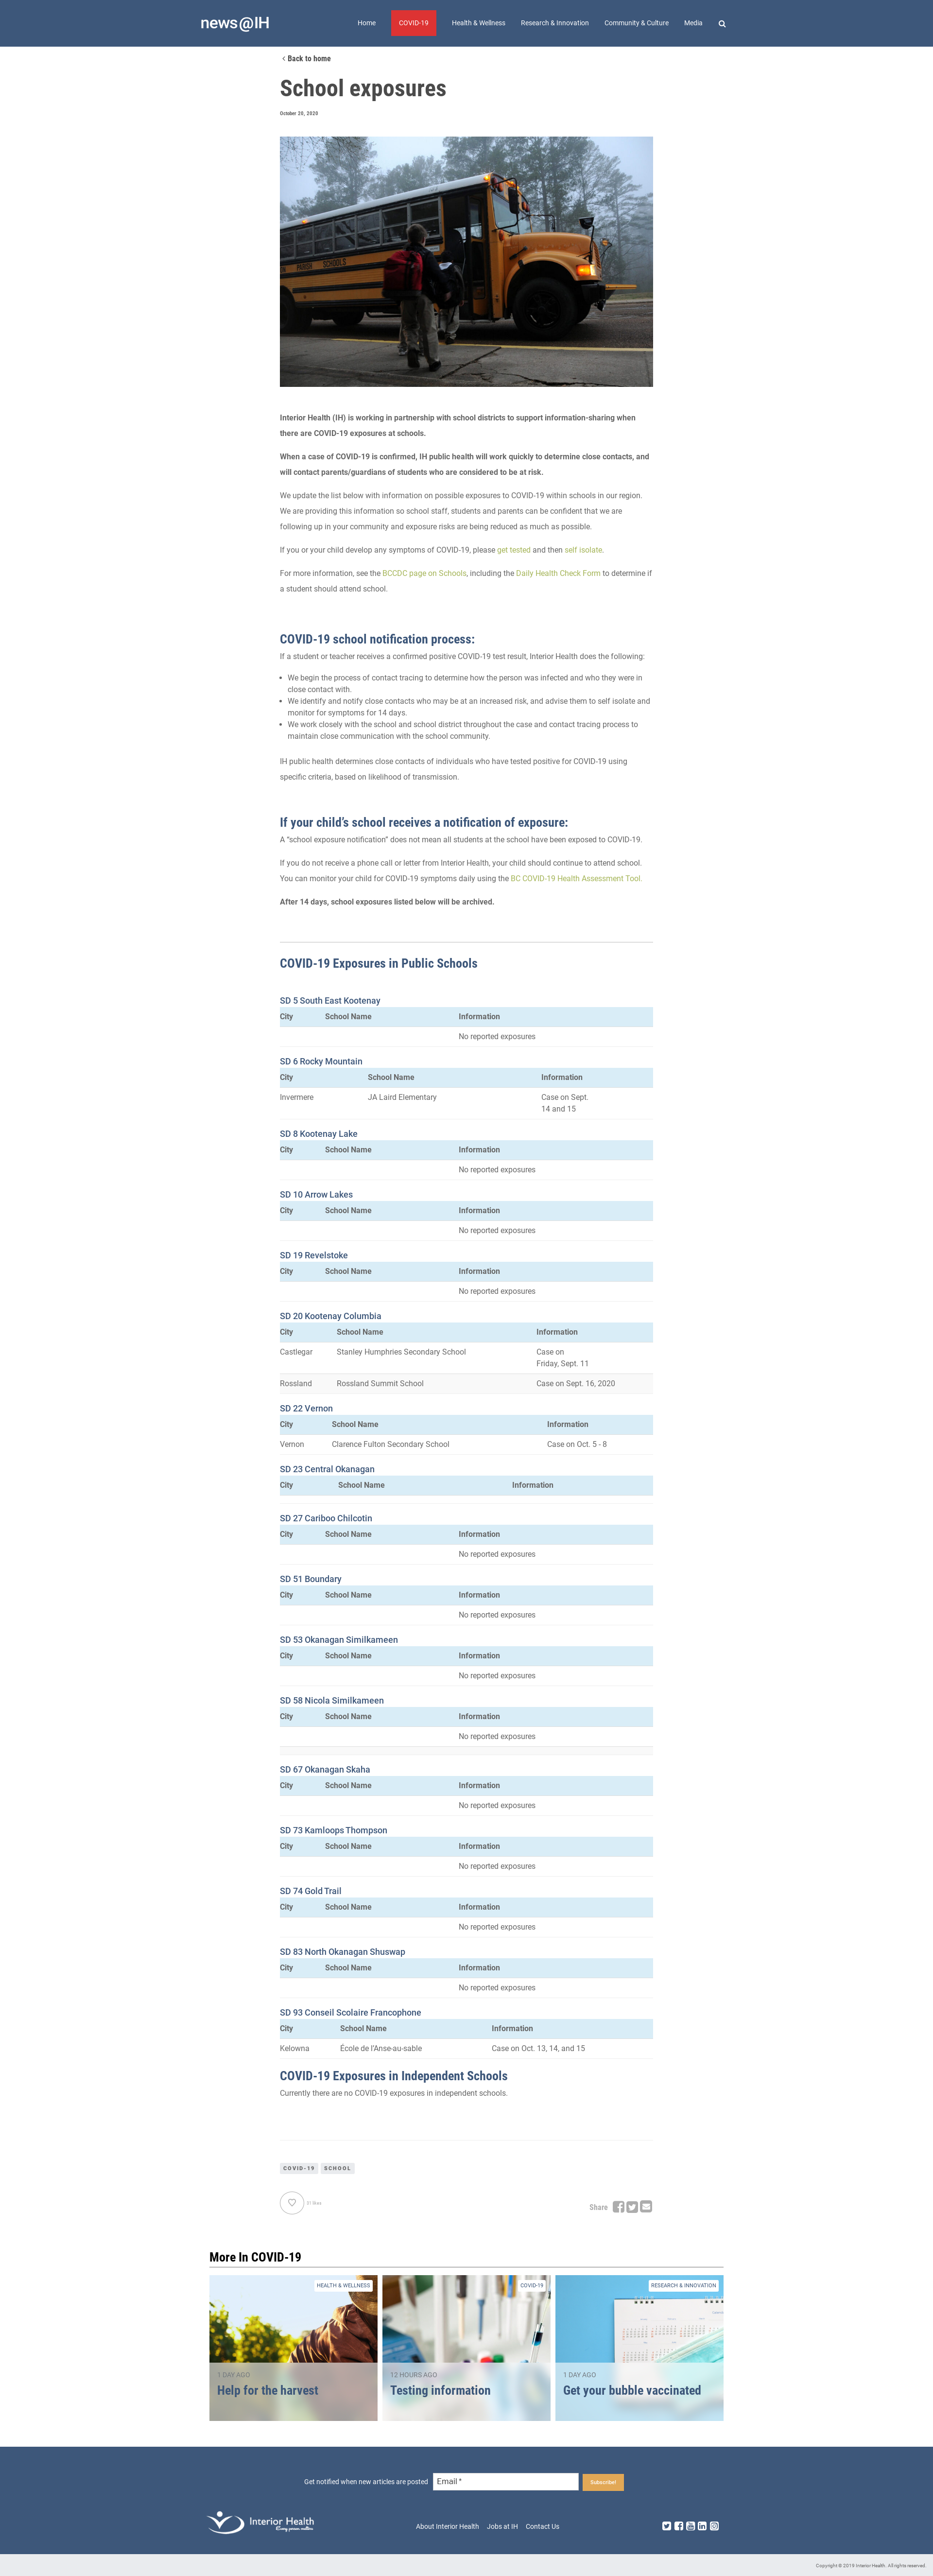 news@IH
Home COVID-19 Health & Wellness Research & Innovation Community & Culture Media
Back to home
School exposures
October 20, 2020
PARISH SCHOOL
Interior Health (IH) is working in partnership with school districts to support information-sharing when
there are COVID-19 exposures at schools.
When a case of COVID-19 is confirmed, IH public health will work quickly to determine close contacts, and
will contact parents/guardians of students who are considered to be at risk.
We update the list below with information on possible exposures to COVID-19 within schools in our region.
We are providing this information so school staff, students and parents can be confident that we are
following up in your community and exposure risks are being reduced as much as possible.
If you or your child develop any symptoms of COVID-19, please get tested and then self isolate.
For more information, see the BCCDC page on Schools, including the Daily Health Check Form to determine if
a student should attend school.
COVID-19 school notification process:
If a student or teacher receives a confirmed positive COVID-19 test result, Interior Health does the following:
• We begin the process of contact tracing to determine how the person was infected and who they were in
close contact with.
• We identify and notify close contacts who may be at an increased risk, and advise them to self isolate and
monitor for symptoms for 14 days.
• We work closely with the school and school district throughout the case and contact tracing process to
maintain close communication with the school community.
IH public health determines close contacts of individuals who have tested positive for COVID-19 using
specific criteria, based on likelihood of transmission.
If your child’s school receives a notification of exposure:
A “school exposure notification” does not mean all students at the school have been exposed to COVID-19.
If you do not receive a phone call or letter from Interior Health, your child should continue to attend school.
You can monitor your child for COVID-19 symptoms daily using the BC COVID-19 Health Assessment Tool.
After 14 days, school exposures listed below will be archived.
COVID-19 Exposures in Public Schools
SD 5 South East Kootenay
City School Name Information
No reported exposures
SD 6 Rocky Mountain
City School Name Information
Invermere JA Laird Elementary Case on Sept.
14 and 15
SD 8 Kootenay Lake
City School Name Information
No reported exposures
SD 10 Arrow Lakes
City School Name Information
No reported exposures
SD 19 Revelstoke
City School Name Information
No reported exposures
SD 20 Kootenay Columbia
City School Name Information
Castlegar Stanley Humphries Secondary School Case on
Friday, Sept. 11
Rossland Rossland Summit School Case on Sept. 16, 2020
SD 22 Vernon
City School Name Information
Vernon Clarence Fulton Secondary School Case on Oct. 5 - 8
SD 23 Central Okanagan
City School Name Information
SD 27 Cariboo Chilcotin
City School Name Information
No reported exposures
SD 51 Boundary
City School Name Information
No reported exposures
SD 53 Okanagan Similkameen
City School Name Information
No reported exposures
SD 58 Nicola Similkameen
City School Name Information
No reported exposures
SD 67 Okanagan Skaha
City School Name Information
No reported exposures
SD 73 Kamloops Thompson
City School Name Information
No reported exposures
SD 74 Gold Trail
City School Name Information
No reported exposures
SD 83 North Okanagan Shuswap
City School Name Information
No reported exposures
SD 93 Conseil Scolaire Francophone
City School Name Information
Kelowna École de l’Anse-au-sable Case on Oct. 13, 14, and 15
COVID-19 Exposures in Independent Schools
Currently there are no COVID-19 exposures in independent schools.
COVID-19 SCHOOL
likes Share
More In COVID-19
HEALTH & WELLNESS COVID-19 RESEARCH & INNOVATION
1 DAY AGO 12 HOURS AGO 1 DAY AGO
Help for the harvest Testing information Get your bubble vaccinated
Get notified when new articles are posted Email * Subscribe!
Interior Health
Every person matters
About Interior Health Jobs at IH Contact Us
Copyright © 2019 Interior Health. All rights reserved.